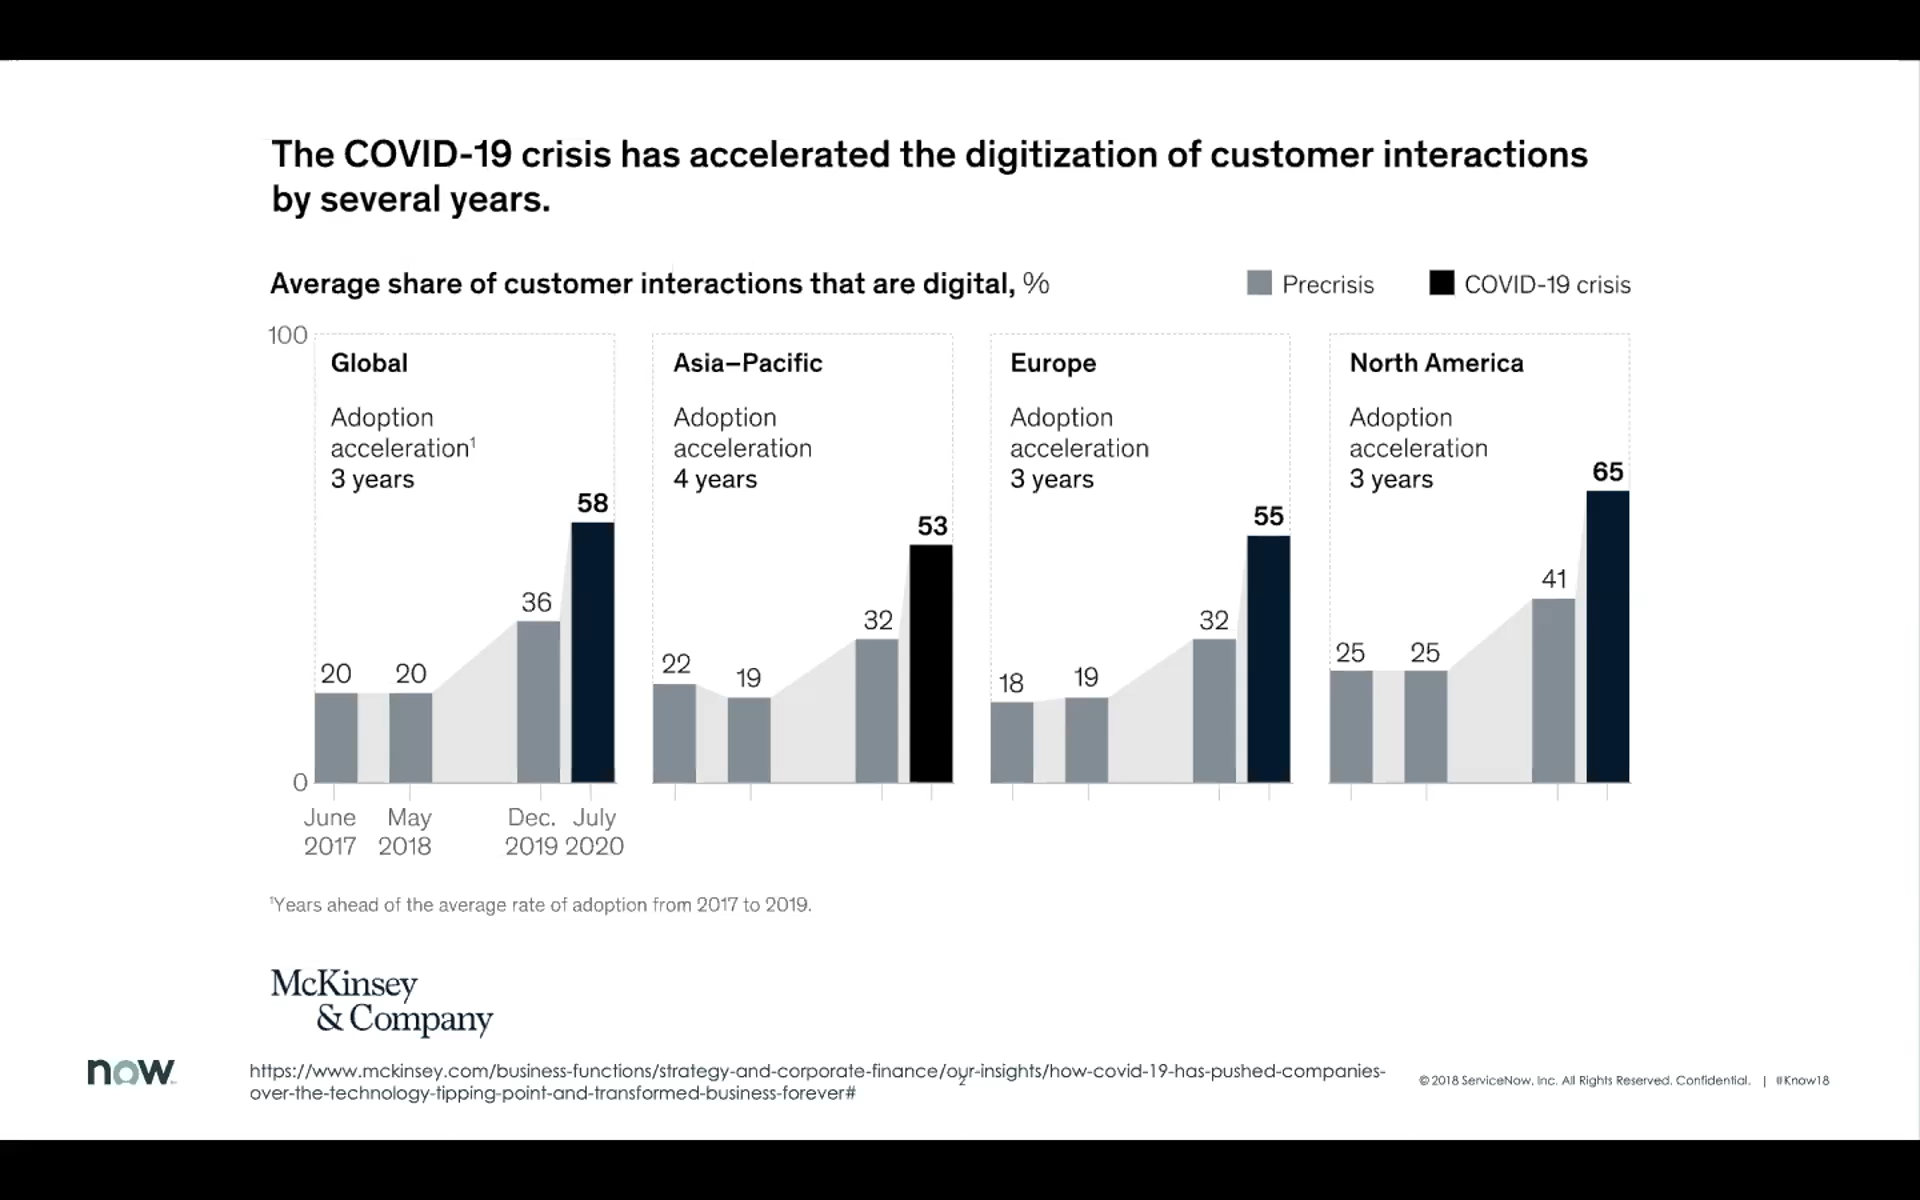 The COVID-19 crisis has accelerated the digitization of customer interactions
by several years.
Average share of customer interactions that are digital, %
Precrisis
COVID-19 crisis
100
Global
Adoption
acceleration¹
3 years
20
20
36
58
0
June
2017
May
2018
Dec.
2019
July
2020
Asia–Pacific
Adoption
acceleration
4 years
22
19
32
53
Europe
Adoption
acceleration
3 years
18
19
32
55
North America
Adoption
acceleration
3 years
25
25
41
65
¹Years ahead of the average rate of adoption from 2017 to 2019.
McKinsey
& Company
now
https://www.mckinsey.com/business-functions/strategy-and-corporate-finance/our-insights/how-covid-19-has-pushed-companies-
over-the-technology-tipping-point-and-transformed-business-forever#
2
© 2018 ServiceNow, Inc. All Rights Reserved. Confidential. | #Know18